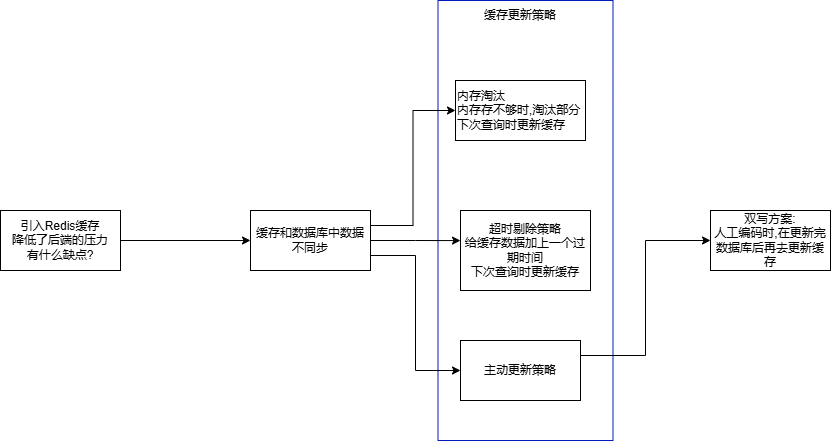 缓存更新策略
内存淘汰
内存存不够时,淘汰部分
下次查询时更新缓存
引入Redis缓存
降低了后端的压力
有什么缺点?
缓存和数据库中数据
不同步
超时剔除策略
给缓存数据加上一个过
期时间
下次查询时更新缓存
双写方案:
人工编码时,在更新完
数据库后再去更新缓
存
主动更新策略